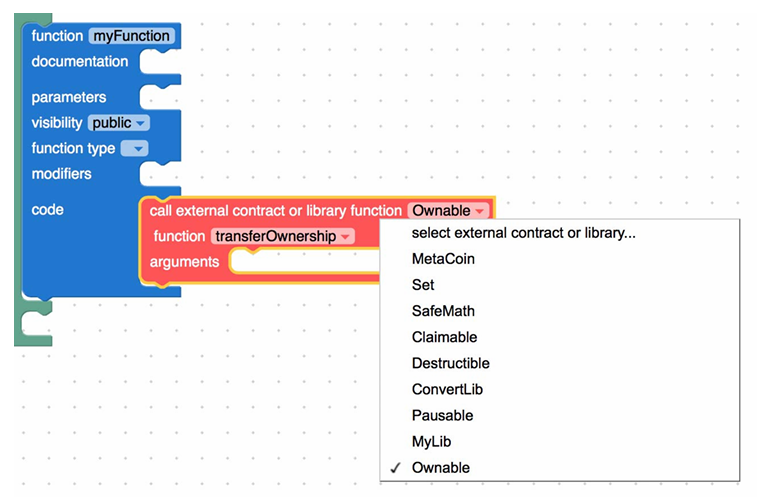 function myFunction
documentation
parameters
visibility public
function type
modifiers
code
call external contract or library function Ownable
function transferOwnership
arguments
select external contract or library...
MetaCoin
Set
SafeMath
Claimable
Destructible
ConvertLib
Pausable
MyLib
✓ Ownable